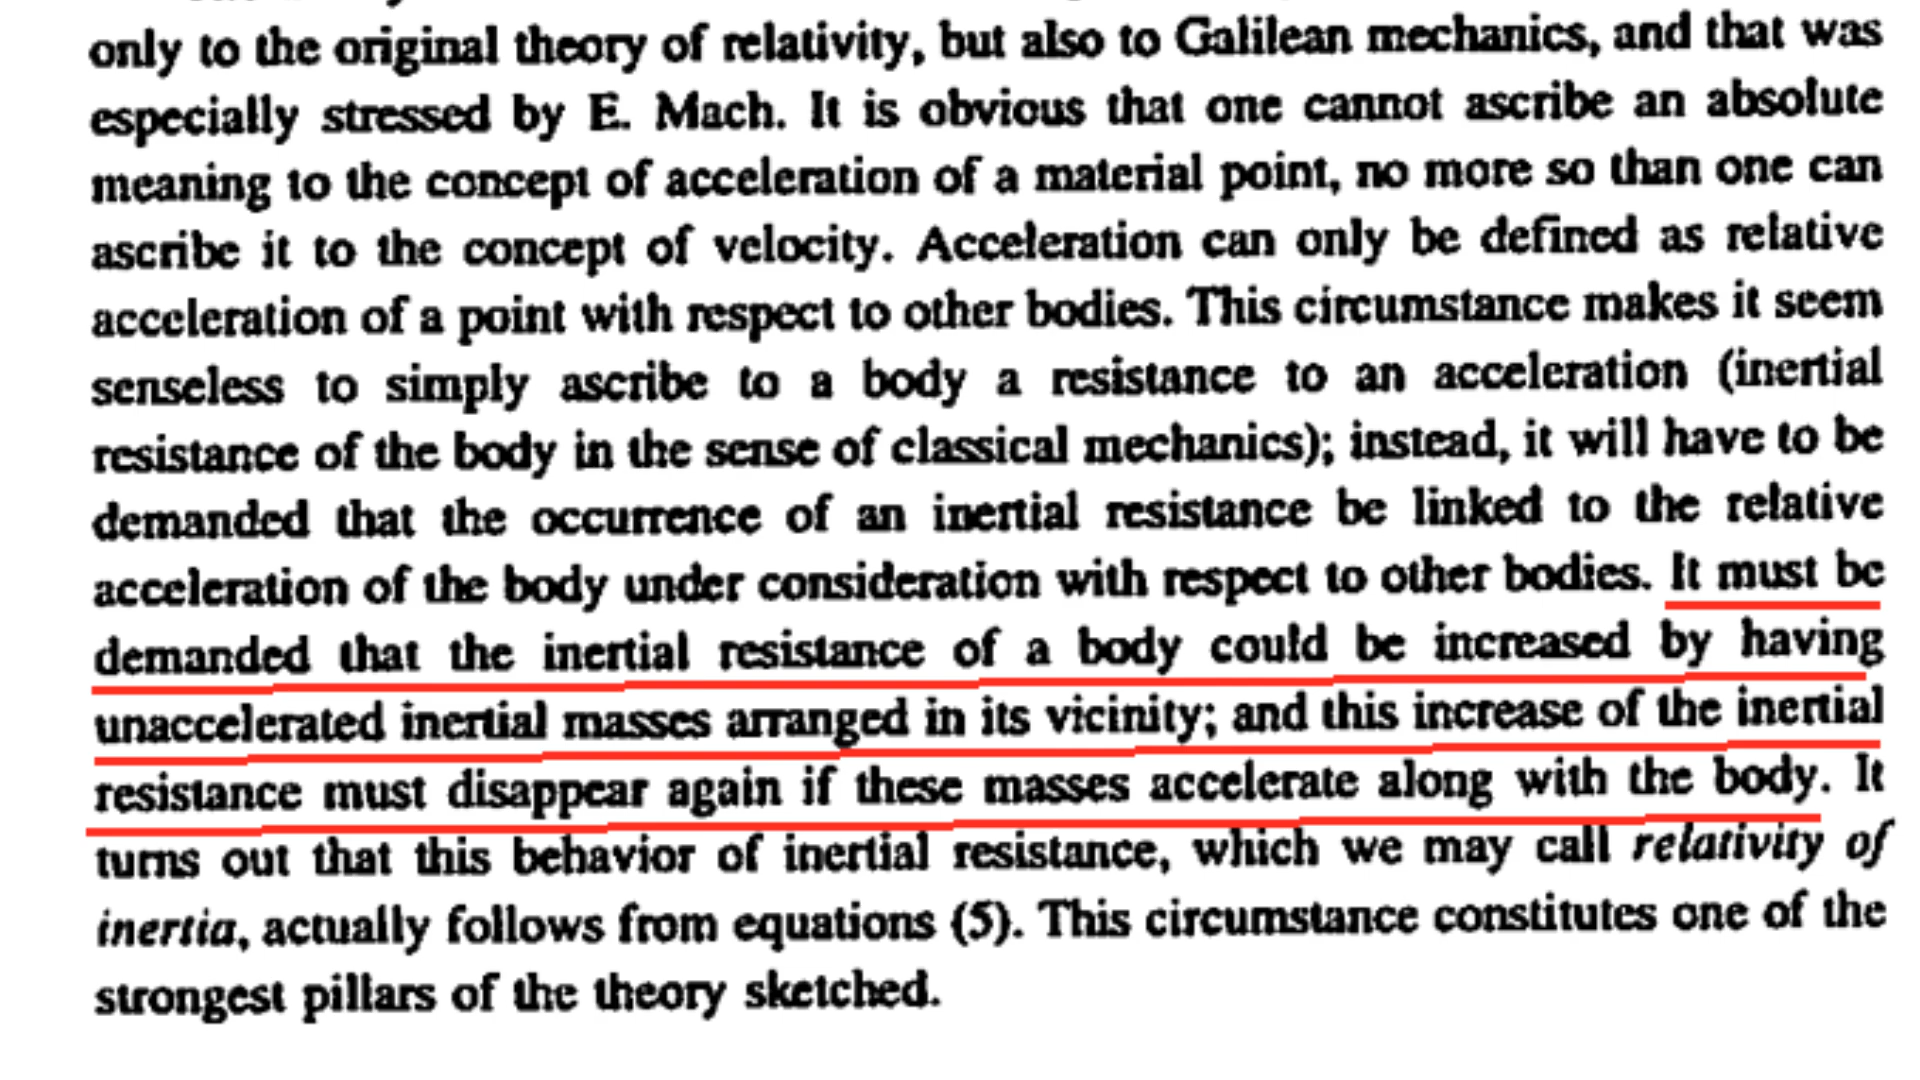 only to the original theory of relativity, but also to Galilean mechanics, and that was
especially stressed by E. Mach. It is obvious that one cannot ascribe an absolute
meaning to the concept of acceleration of a material point, no more so than one can
ascribe it to the concept of velocity. Acceleration can only be defined as relative
acceleration of a point with respect to other bodies. This circumstance makes it seem
senseless to simply ascribe to a body a resistance to an acceleration (inertial
resistance of the body in the sense of classical mechanics); instead, it will have to be
demanded that the occurrence of an inertial resistance be linked to the relative
acceleration of the body under consideration with respect to other bodies. It must be
demanded that the inertial resistance of a body could be increased by having
unaccelerated inertial masses arranged in its vicinity; and this increase of the inertial
resistance must disappear again if these masses accelerate along with the body. It
turns out that this behavior of inertial resistance, which we may call relativity of
inertia, actually follows from equations (5). This circumstance constitutes one of the
strongest pillars of the theory sketched.